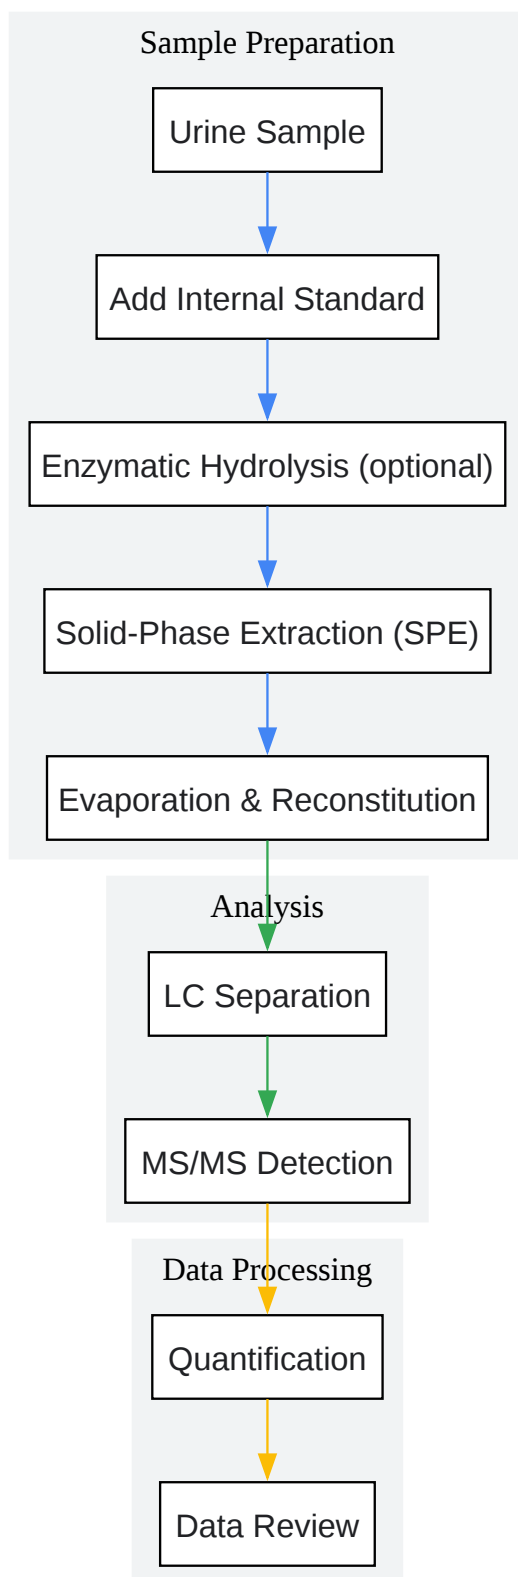 Sample Preparation
Urine Sample
Add Internal Standard
Enzymatic Hydrolysis (optional)
Solid-Phase Extraction (SPE)
Evaporation & Reconstitution
Analysis
LC Separation
MS/MS Detection
Data Processing
Quantification
Data Review